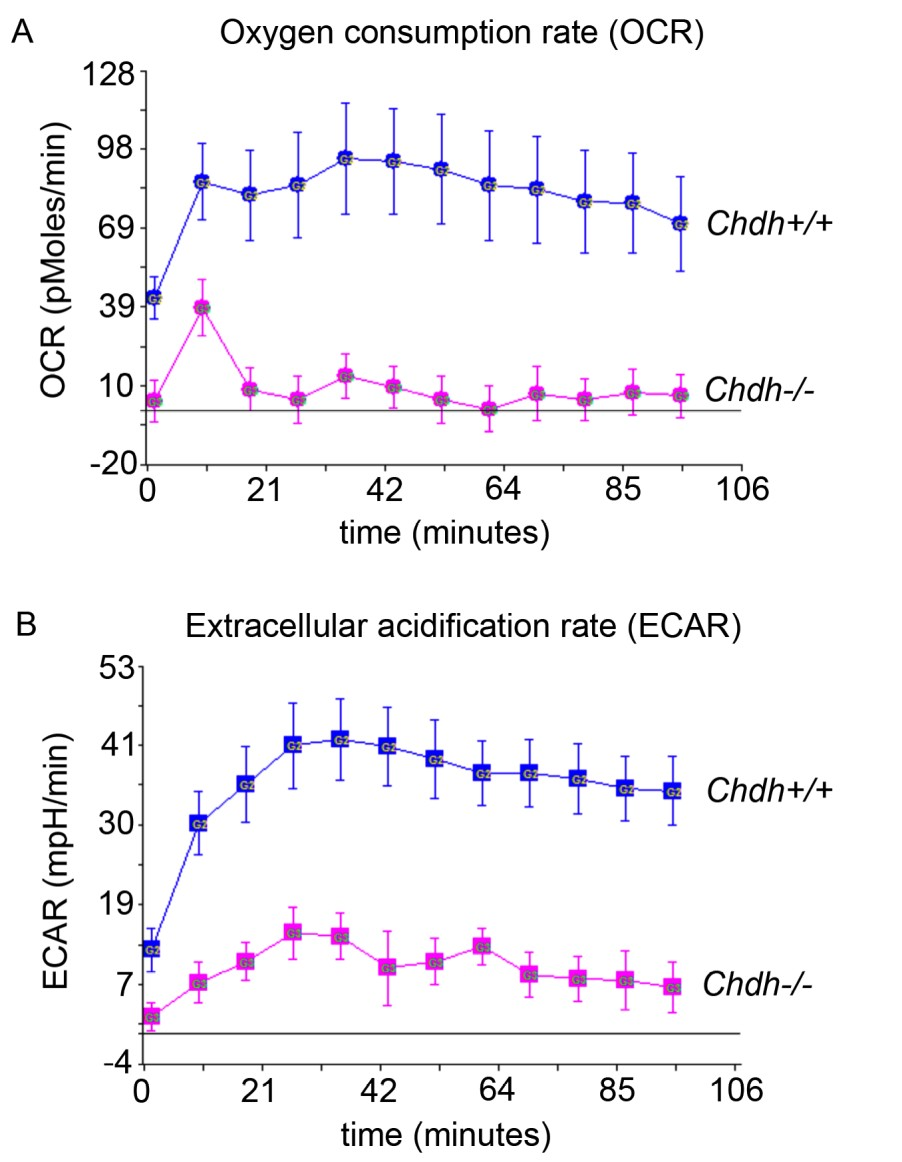 A
Oxygen consumption rate (OCR)
128
98
69
39
10
-20
OCR (pMoles/min)
Chdh+/+
Chdh-/-
0 21 42 64 85 106
time (minutes)
B
Extracellular acidification rate (ECAR)
53
41
30
19
7
-4
ECAR (mpH/min)
Chdh+/+
Chdh-/-
0 21 42 64 85 106
time (minutes)